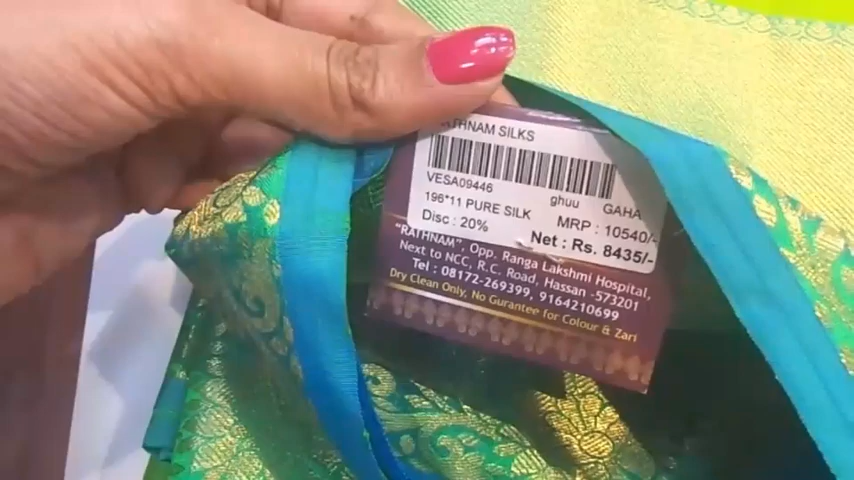 RATHNAM SILKS
VESA09446
ghuu GAHA
196*11 PURE SILK
MRP : 10540/-
Disc : 20%
Net : Rs. 8435/-
"RATHNAM", Opp. Ranga Lakshmi Hospital,
Next to NCC, R.C. Road, Hassan -573201
Tel : 08172-269399, 9164210699
Dry Clean Only, No Gurantee for Colour & Zari